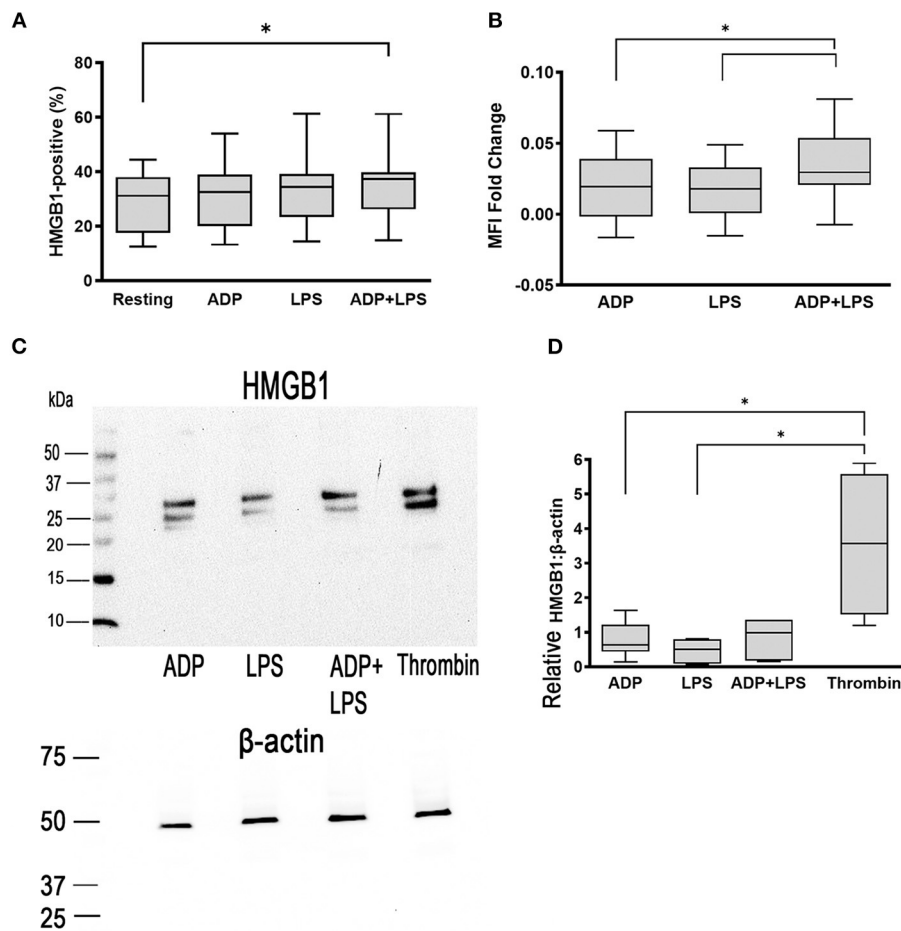 A
*
HMGB1-positive (%)
80
60
40
20
0
Resting ADP LPS ADP+LPS
B
*
MFI Fold Change
0.10
0.05
0.00
-0.05
ADP LPS ADP+LPS
C
HMGB1
kDa
50
37
25
20
15
10
ADP LPS ADP+ Thrombin
LPS
β-actin
75
50
37
25
D
*
*
Relative HMGB1:β-actin
6
5
4
3
2
1
0
ADP LPS ADP+LPS Thrombin